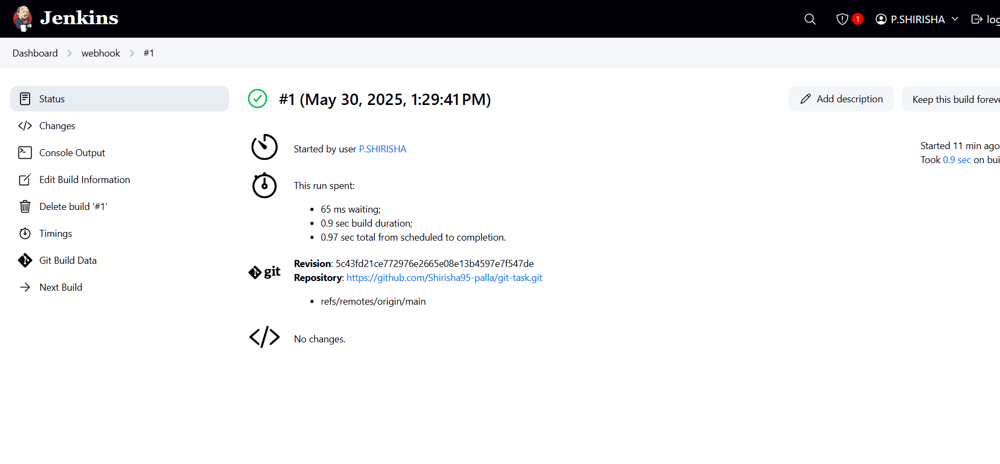 Jenkins
1
P.SHIRISHA
log
Dashboard
webhook
#1
Status
Changes
Console Output
Edit Build Information
Delete build ‘#1’
Timings
Git Build Data
Next Build
#1 (May 30, 2025, 1:29:41 PM)
Add description
Keep this build foreve
Started by user P.SHIRISHA
Started 11 min ago
Took 0.9 sec on bui
This run spent:
65 ms waiting;
0.9 sec build duration;
0.97 sec total from scheduled to completion.
git
Revision: 5c43fd21ce772976e2665e08e13b4597e7f547de
Repository: https://github.com/Shirisha95-palla/git-task.git
refs/remotes/origin/main
No changes.